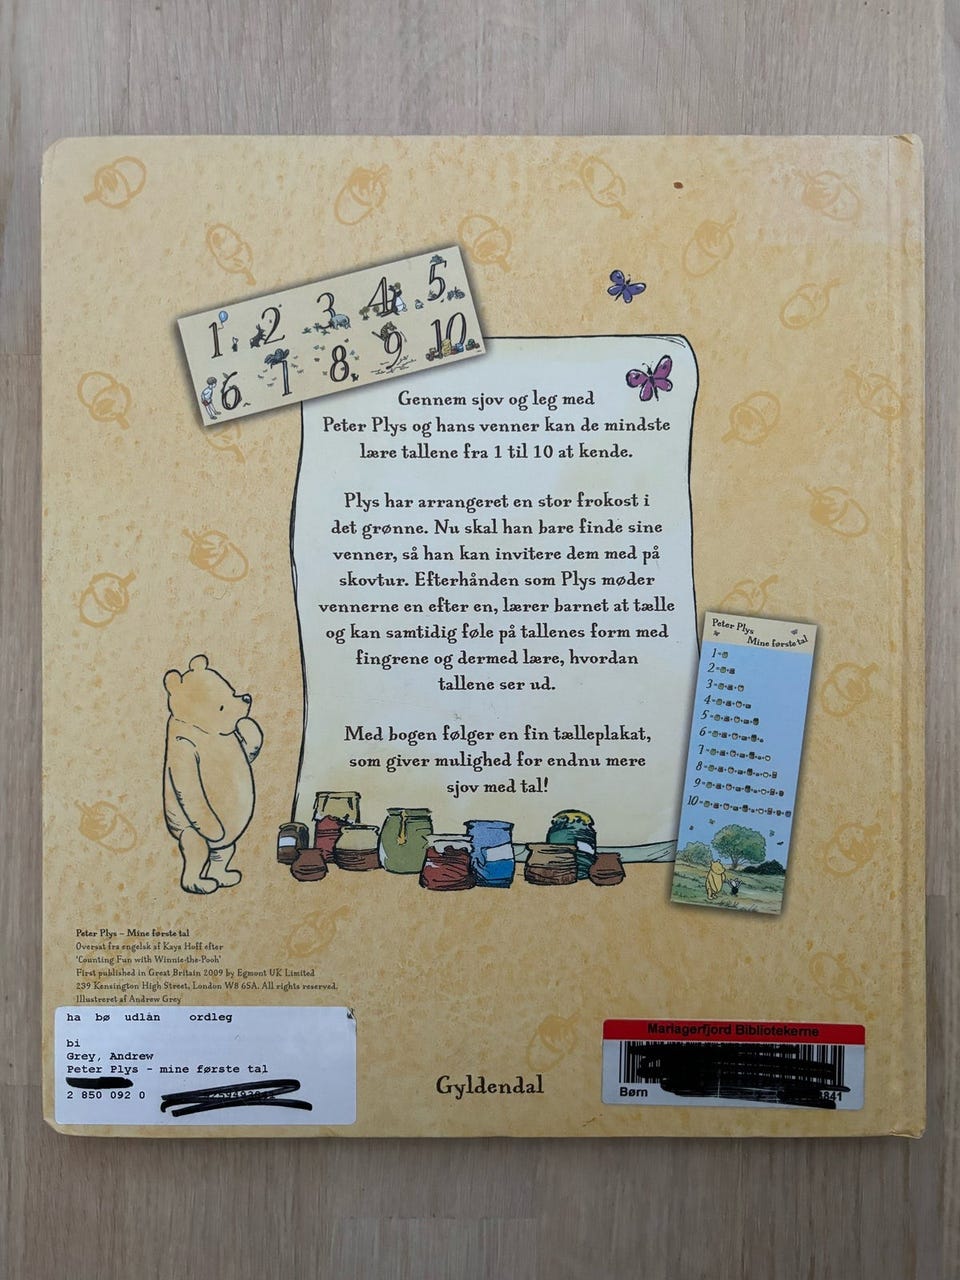 1 2 3 4 5
6 7 8 9 10
Gennem sjov og leg med
Peter Plys og hans venner kan de mindste
lære tallene fra 1 til 10 at kende.
Plys har arrangeret en stor frokost i
det grønne. Nu skal han bare finde sine
venner, så han kan invitere dem med på
skovtur. Efterhånden som Plys møder
vennerne en efter en, lærer barnet at tælle
og kan samtidig føle på tallenes form med
fingrene og dermed lære, hvordan
tallene ser ud.
Med bogen følger en fin tælleplakat,
som giver mulighed for endnu mere
sjov med tal!
Peter Plys
Mine første tal
1=
2=
3=
4=
5=
6=
7=
8=
9=
10=
Peter Plys – Mine første tal
Oversat fra engelsk af Kaya Hoff efter
'Counting Fun with Winnie-the-Pooh'
First published in Great Britain 2009 by Egmont UK Limited
239 Kensington High Street, London W8 6SA. All rights reserved.
Illustreret af Andrew Grey
ha bø udlån ordleg
bi
Grey, Andrew
Peter Plys - mine første tal
2 850 092 0
Gyldendal
Mariagerfjord Bibliotekerne
Børn